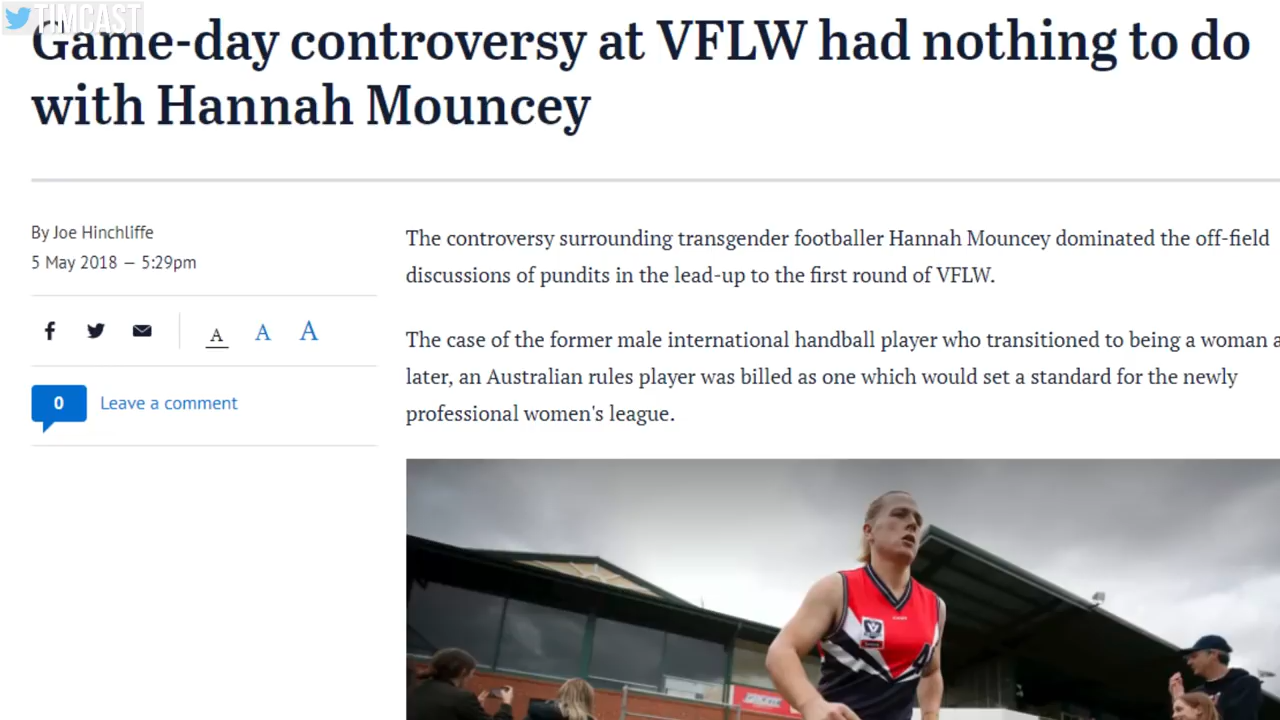 TIMCAST
Game-day controversy at VFLW had nothing to do
with Hannah Mouncey
By Joe Hinchliffe
5 May 2018 — 5:29pm
A A A
0 Leave a comment
The controversy surrounding transgender footballer Hannah Mouncey dominated the off-field
discussions of pundits in the lead-up to the first round of VFLW.
The case of the former male international handball player who transitioned to being a woman a
later, an Australian rules player was billed as one which would set a standard for the newly
professional women's league.